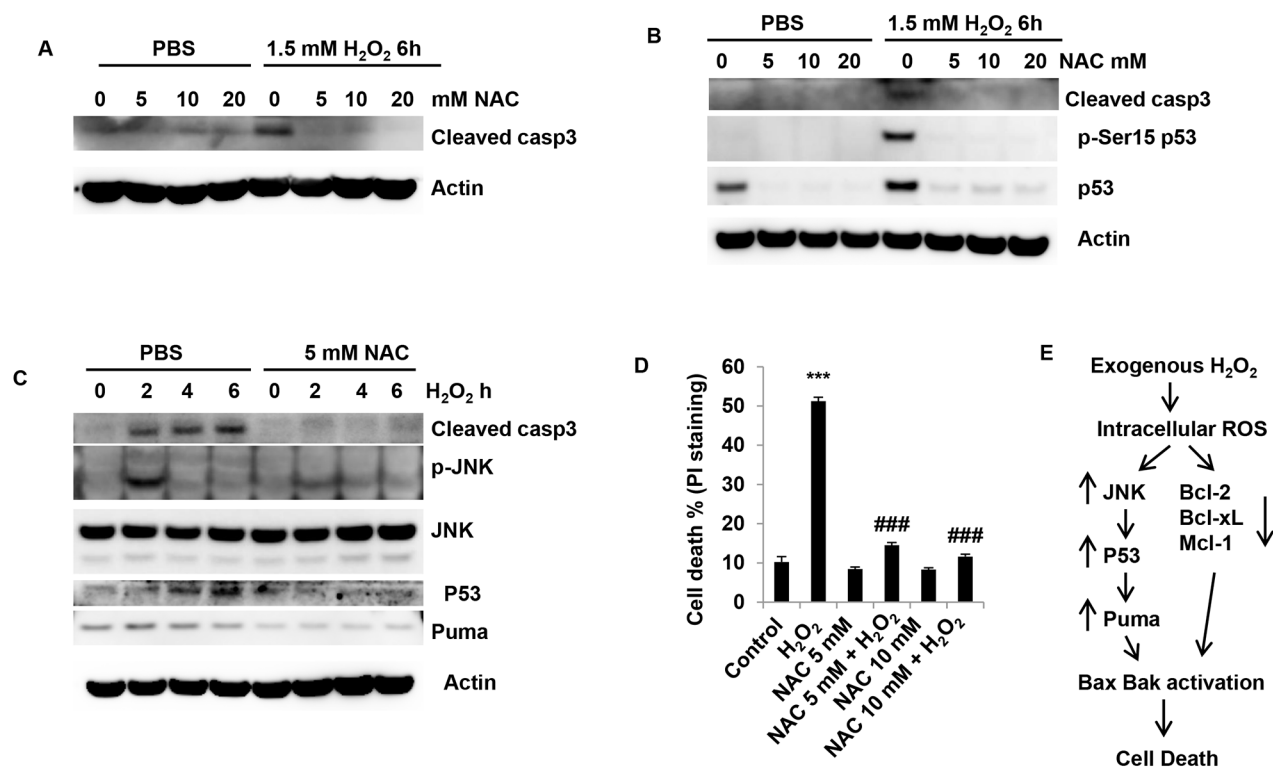 A
PBS
1.5 mM H₂O₂ 6h
0 5 10 20 0 5 10 20 mM NAC
Cleaved casp3
Actin
B
PBS
1.5 mM H₂O₂ 6h
0 5 10 20 0 5 10 20 NAC mM
Cleaved casp3
p-Ser15 p53
p53
Actin
C
PBS
5 mM NAC
0 2 4 6 0 2 4 6 H₂O₂ h
Cleaved casp3
p-JNK
JNK
P53
Puma
Actin
D
Cell death % (PI staining)
60
50
40
30
20
10
0
***
###
###
Control
H₂O₂
NAC 5 mM
NAC 5 mM + H₂O₂
NAC 10 mM
NAC 10 mM + H₂O₂
E
Exogenous H₂O₂
Intracellular ROS
JNK
P53
Puma
Bcl-2
Bcl-xL
Mcl-1
Bax Bak activation
Cell Death